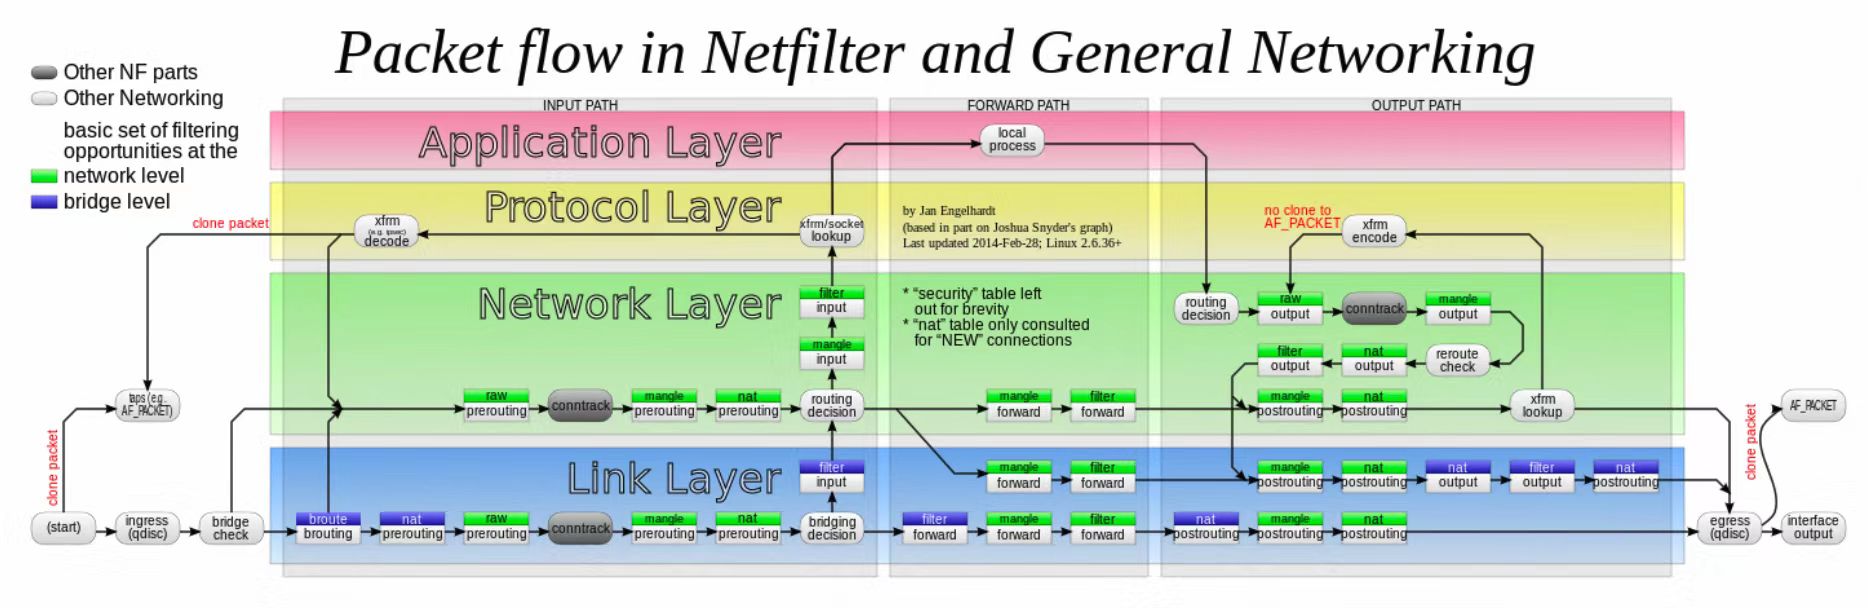 Packet flow in Netfilter and General Networking
Other NF parts
Other Networking
basic set of filtering
opportunities at the
network level
bridge level
INPUT PATH
FORWARD PATH
OUTPUT PATH
Application Layer
local
process
Protocol Layer
clone packet
xfrm
(e.g. ipsec)
decode
xfrm/socket
lookup
by Jan Engelhardt
(based in part on Joshua Snyder's graph)
Last updated 2014-Feb-28; Linux 2.6.36+
no clone to
AF_PACKET
xfrm
encode
Network Layer
filter
input
mangle
input
* “security” table left
out for brevity
* “nat” table only consulted
for “NEW” connections
routing
decision
raw
output
conntrack
mangle
output
filter
output
nat
output
reroute
check
taps (e.g.
AF_PACKET)
raw
prerouting
conntrack
mangle
prerouting
nat
prerouting
routing
decision
mangle
forward
filter
forward
mangle
postrouting
nat
postrouting
xfrm
lookup
AF_PACKET
clone packet
clone packet
Link Layer
filter
input
mangle
forward
filter
forward
mangle
postrouting
nat
postrouting
nat
output
filter
output
nat
postrouting
(start)
ingress
(qdisc)
bridge
check
broute
brouting
nat
prerouting
raw
prerouting
conntrack
mangle
prerouting
nat
prerouting
bridging
decision
filter
forward
mangle
forward
filter
forward
nat
postrouting
mangle
postrouting
nat
postrouting
egress
(qdisc)
interface
output